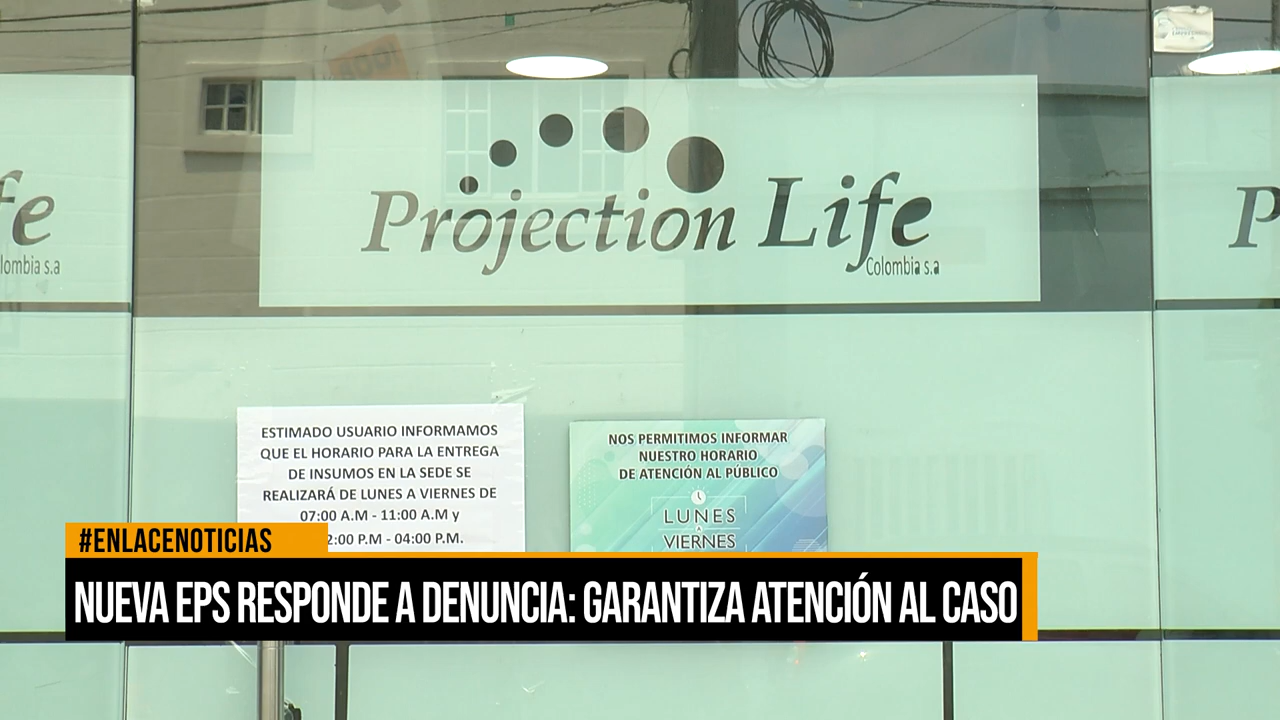 Projection Life
Colombia s.a
fe
lombia s.a
P
ESTIMADO USUARIO INFORMAMOS
QUE EL HORARIO PARA LA ENTREGA
DE INSUMOS EN LA SEDE SE
REALIZARÁ DE LUNES A VIERNES DE
07:00 A.M - 11:00 A.M y
2:00 P.M - 04:00 P.M.
NOS PERMITIMOS INFORMAR
NUESTRO HORARIO
DE ATENCIÓN AL PÚBLICO
LUNES
A
VIERNES
#ENLACENOTICIAS
NUEVA EPS RESPONDE A DENUNCIA: GARANTIZA ATENCIÓN AL CASO